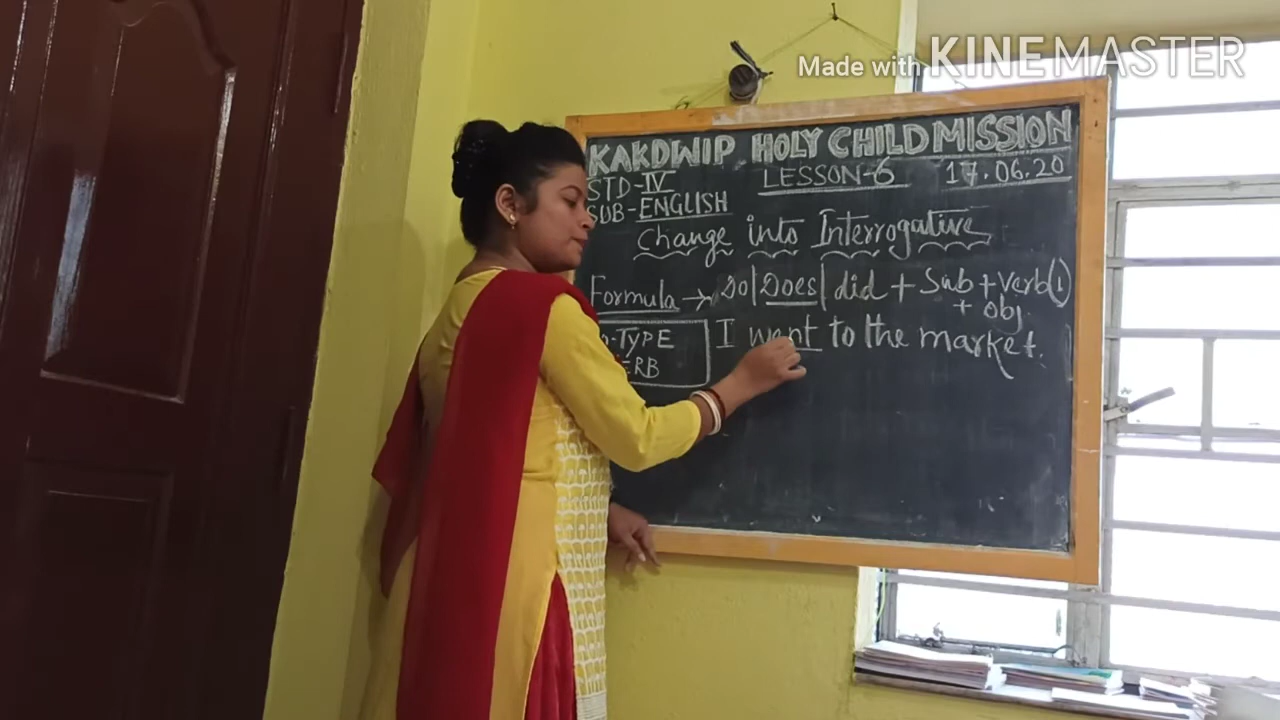 Made with KINEMASTER
KAKDWIP HOLY CHILD MISSION
STD-IV LESSON-6 17.06.20
SUB-ENGLISH
Change into Interrogative
Formula → Do|Does|did + Sub + verb(1)
+ obj
TYPE
I went to the market.